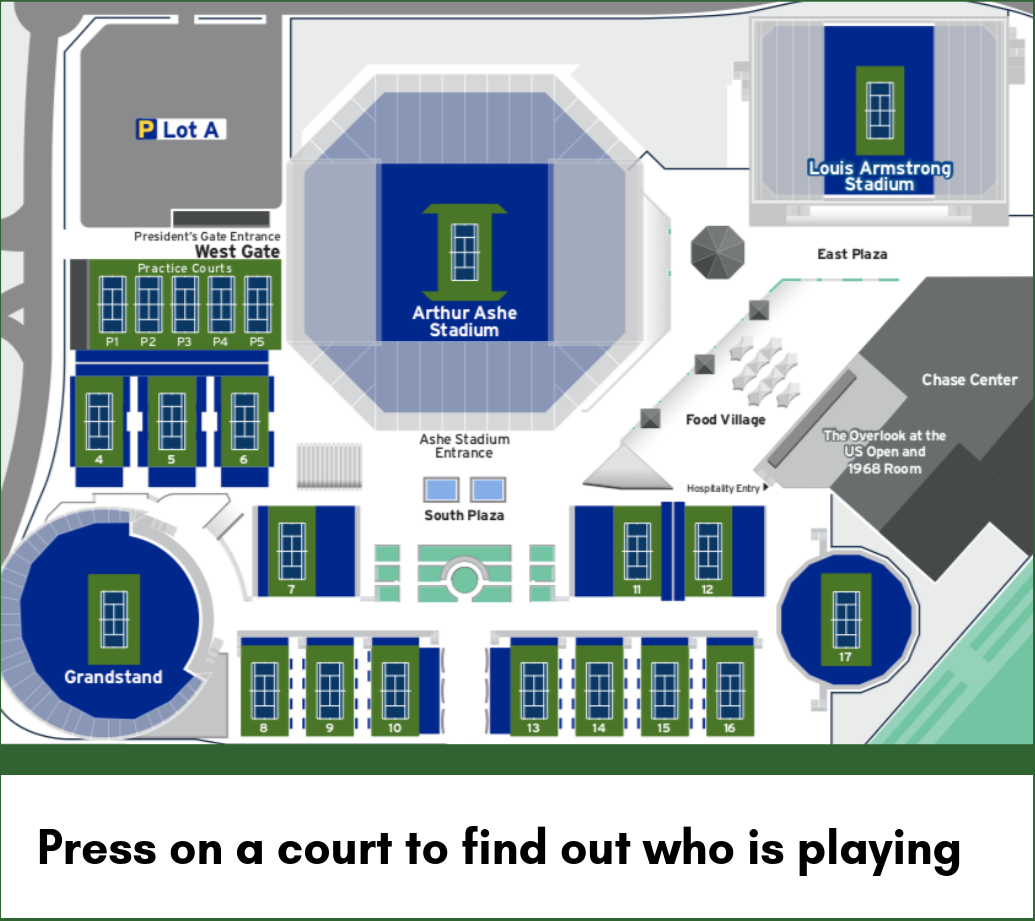 P Lot A
Louis Armstrong
Stadium
President's Gate Entrance
West Gate
East Plaza
Practice Courts
P1 P2 P3 P4 P5
Arthur Ashe
Stadium
Chase Center
Food Village
The Overlook at the
US Open and
1968 Room
Ashe Stadium
Entrance
4 5 6
Hospitality Entry
South Plaza
7
11 12
17
Grandstand
8 9 10 13 14 15 16
Press on a court to find out who is playing